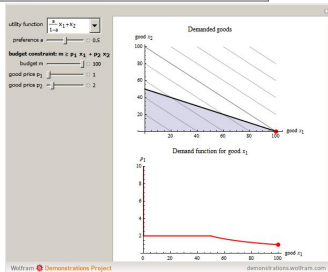 utility function
a/(1-a) x₁+x₂
preference a
0.5
budget constraint: m ≥ p₁ x₁ + p₂ x₂
budget m
100
good price p₁
1
good price p₂
2
Demanded goods
good x₂
100
80
60
40
20
20 40 60 80 100
good x₁
Demand function for good x₁
p₁
10
8
6
4
2
0 20 40 60 80 100
good x₁
Wolfram Demonstrations Project
demonstrations.wolfram.com